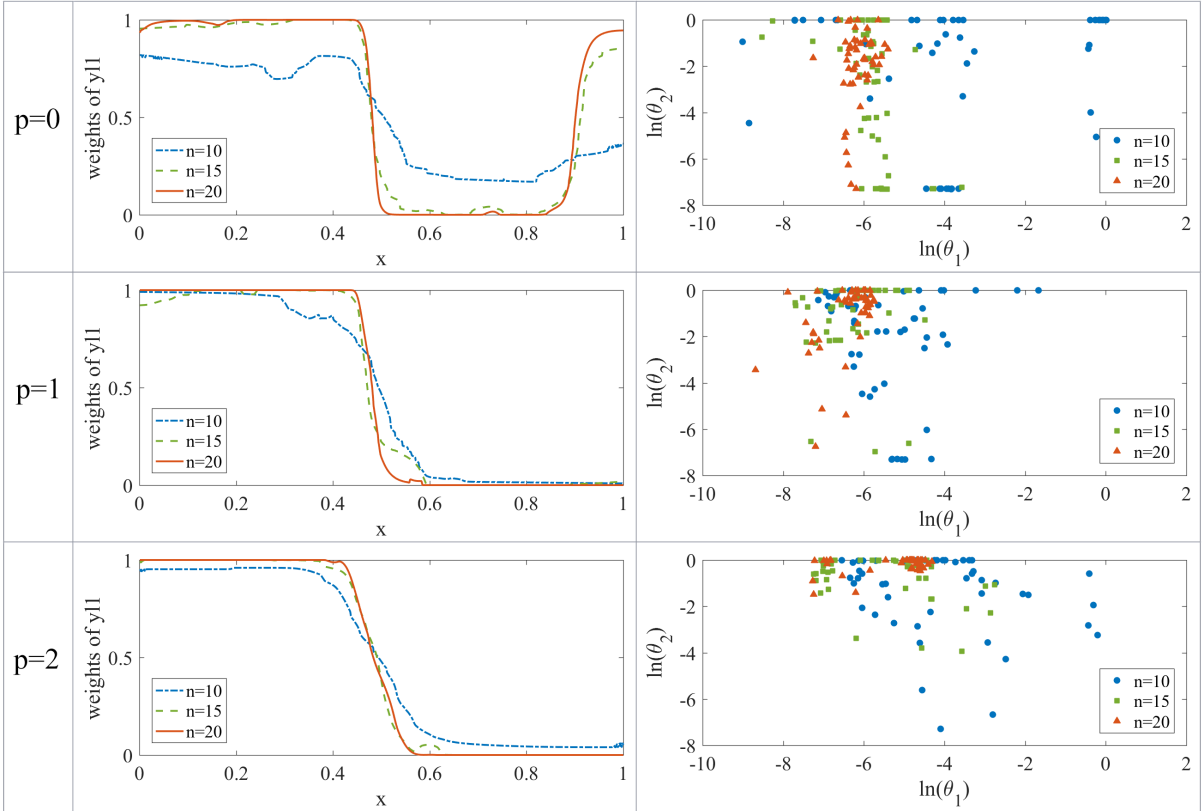 p=0
weights of yl1
1
0.5
0
n=10
n=15
n=20
0 0.2 0.4 0.6 0.8 1
x
ln(θ_2)
0
-2
-4
-6
-8
n=10
n=15
n=20
-10 -8 -6 -4 -2 0 2
ln(θ_1)
p=1
weights of yl1
1
0.5
0
n=10
n=15
n=20
0 0.2 0.4 0.6 0.8 1
x
ln(θ_2)
0
-2
-4
-6
-8
n=10
n=15
n=20
-10 -8 -6 -4 -2 0 2
ln(θ_1)
p=2
weights of yl1
1
0.5
0
n=10
n=15
n=20
0 0.2 0.4 0.6 0.8 1
x
ln(θ_2)
0
-2
-4
-6
-8
n=10
n=15
n=20
-10 -8 -6 -4 -2 0 2
ln(θ_1)